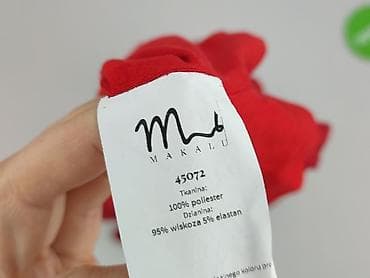 MAKALU
45072
Tkanina:
100% poliester
Dzianina:
95% wiskoza 5% elastan